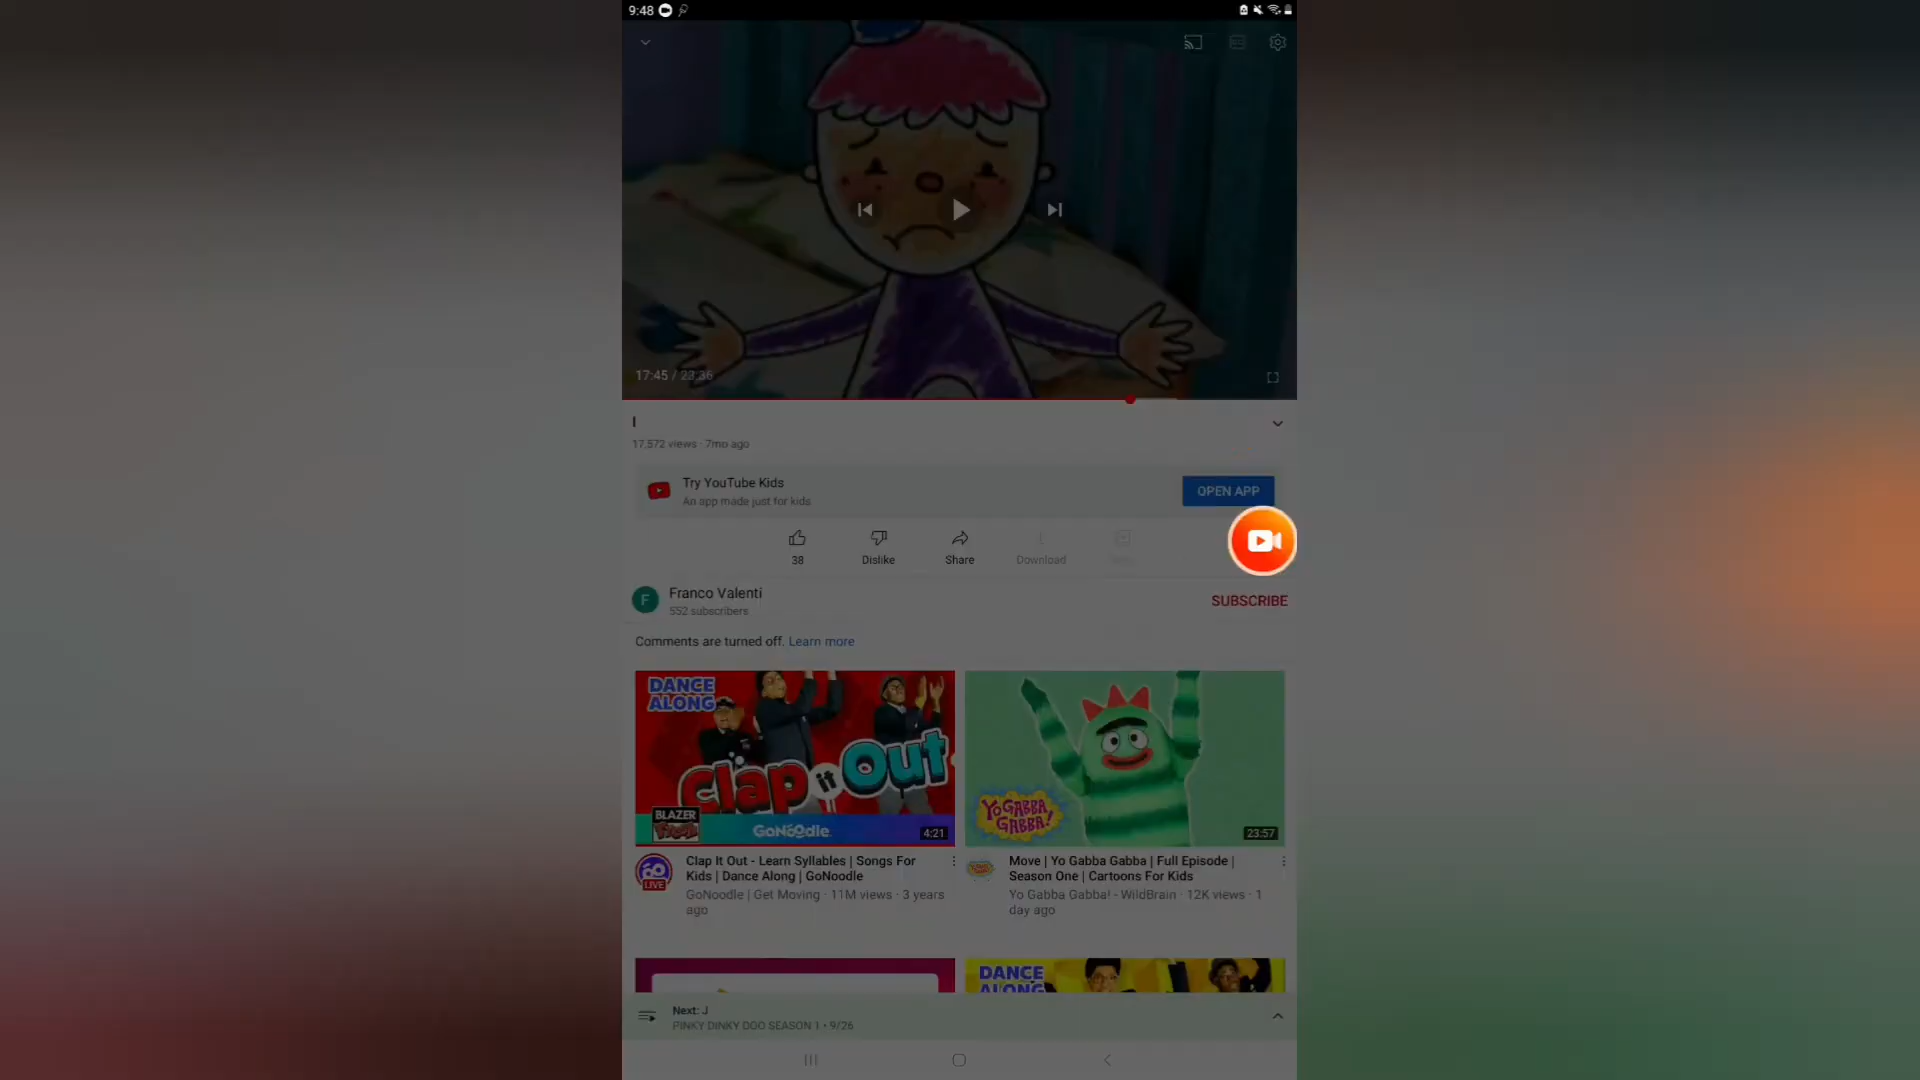 9:48
17:45 / 23:36
I
17,572 views · 7mo ago
Try YouTube Kids
An app made just for kids
OPEN APP
38
Dislike
Share
Download
F
Franco Valenti
552 subscribers
SUBSCRIBE
Comments are turned off. Learn more
DANCE
ALONG
Clap it Out
BLAZER
FRESH
GoNoodle
4:21
YO GABBA
GABBA!
23:57
LIVE
Clap It Out - Learn Syllables | Songs For
Kids | Dance Along | GoNoodle
GoNoodle | Get Moving · 11M views · 3 years
ago
Move | Yo Gabba Gabba | Full Episode |
Season One | Cartoons For Kids
Yo Gabba Gabba! - WildBrain · 12K views · 1
day ago
DANCE
ALONG
Next: J
PINKY DINKY DOO SEASON 1 • 9/26